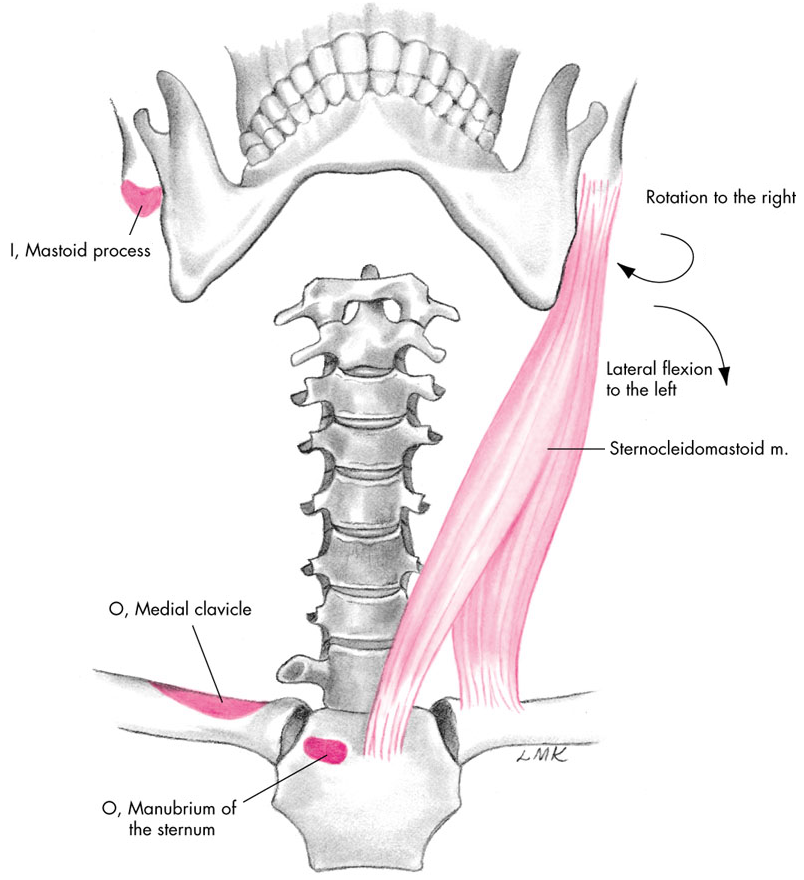 Rotation to the right
I, Mastoid process
Lateral flexion
to the left
Sternocleidomastoid m.
O, Medial clavicle
LMK
O, Manubrium of
the sternum